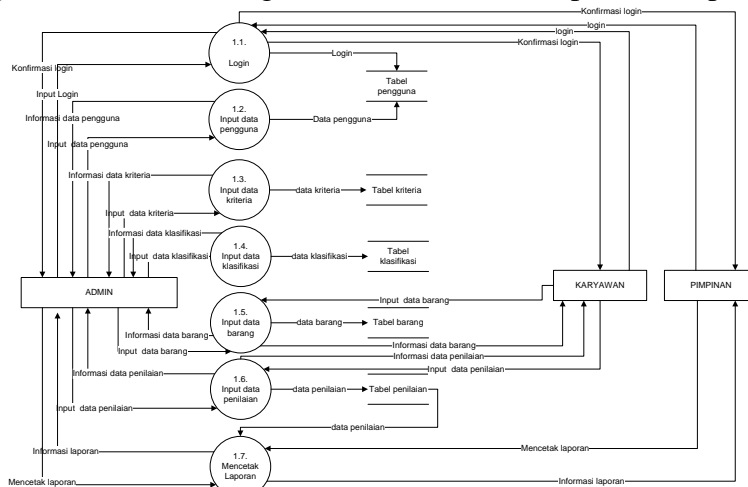 Konfirmasi login
login
login
Konfirmasi login
1.1.
Login
Login
Konfirmasi login
Input Login
Tabel
pengguna
Informasi data pengguna
1.2.
Input data
pengguna
Data pengguna
Input data pengguna
Informasi data kriteria
1.3.
Input data
kriteria
data kriteria
Tabel kriteria
Input data kriteria
Informasi data klasifikasi
1.4.
Input data
klasifikasi
data klasifikasi
Tabel
klasifikasi
Input data klasifikasi
ADMIN
KARYAWAN
PIMPINAN
Input data barang
1.5.
Input data
barang
data barang
Tabel barang
Informasi data barang
Informasi data barang
Input data barang
Informasi data penilaian
Input data penilaian
Informasi data penilaian
1.6.
Input data
penilaian
data penilaian
Tabel penilaian
Input data penilaian
data penilaian
1.7.
Mencetak
Laporan
Informasi laporan
Mencetak laporan
Mencetak laporan
Informasi laporan